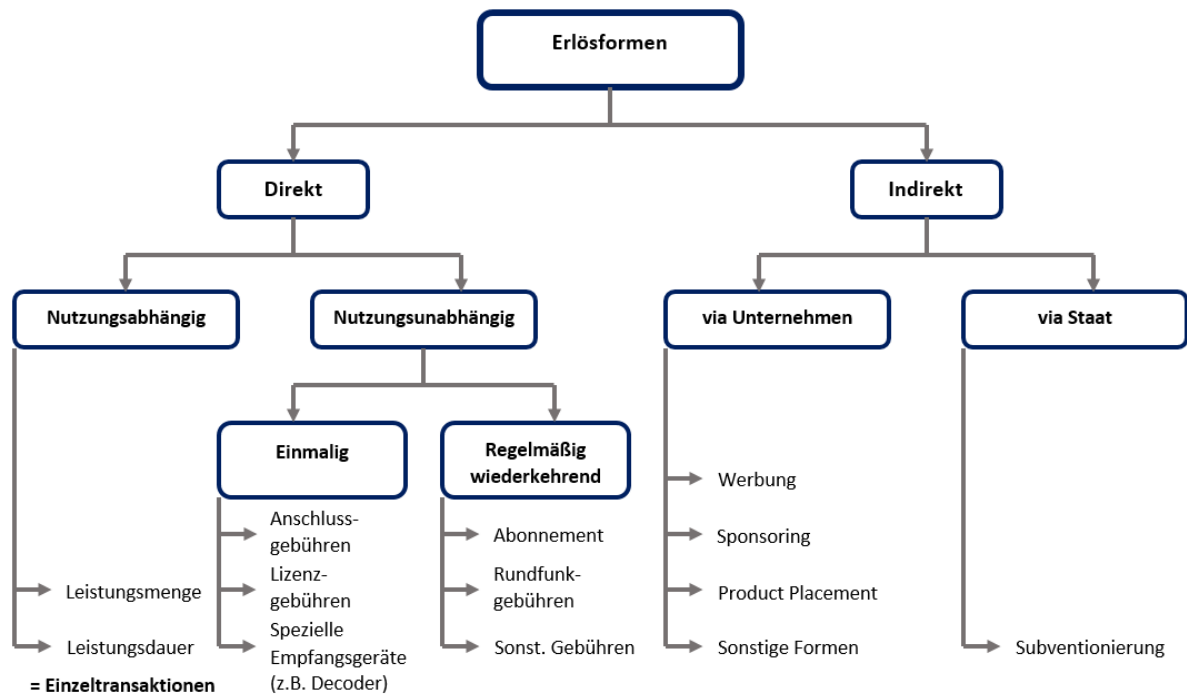 Erlösformen
Direkt
Indirekt
Nutzungsabhängig
Nutzungsunabhängig
via Unternehmen
via Staat
Einmalig
Regelmäßig
wiederkehrend
Leistungsmenge
Leistungsdauer
= Einzeltransaktionen
Anschluss-
gebühren
Lizenz-
gebühren
Spezielle
Empfangsgeräte
(z.B. Decoder)
Abonnement
Rundfunk-
gebühren
Sonst. Gebühren
Werbung
Sponsoring
Product Placement
Sonstige Formen
Subventionierung